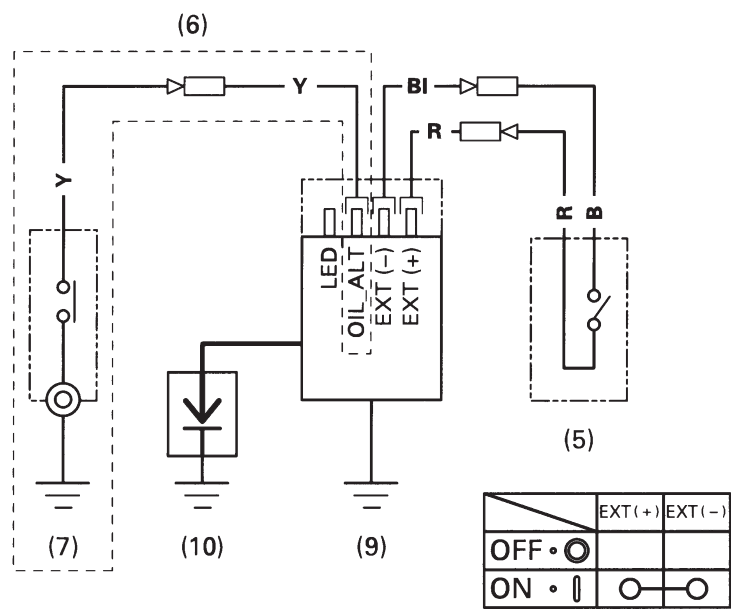 (6)
Y
Bl
R
Y
R
B
LED
OIL_ALT
EXT (−)
EXT (+)
(5)
(7)
(10)
(9)
EXT(+) EXT(−)
OFF
ON